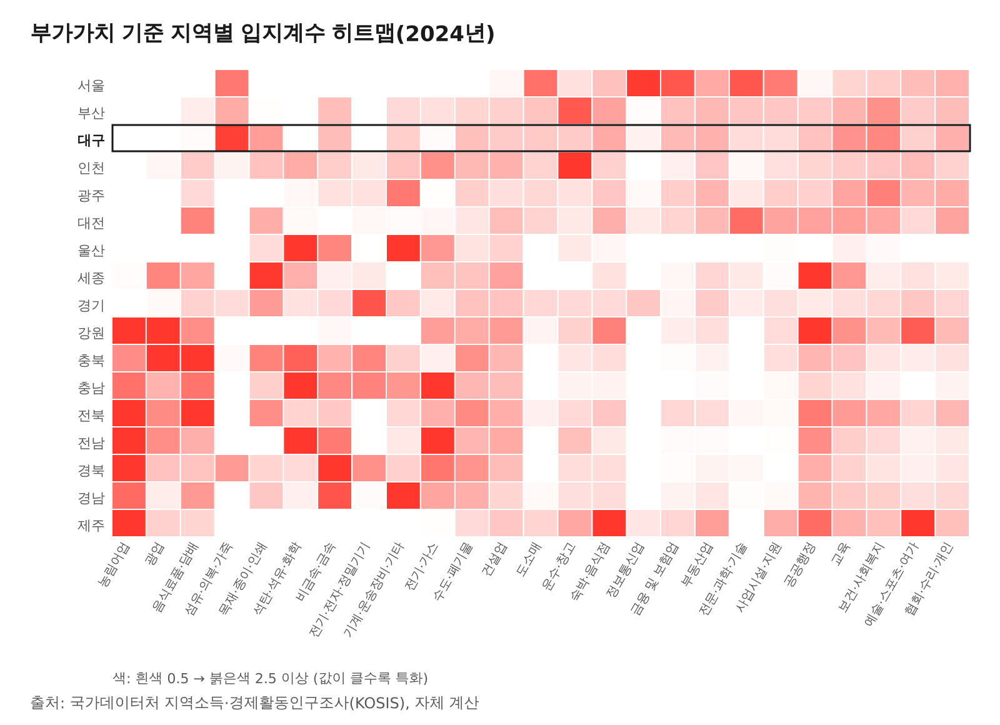 부가가치 기준 지역별 입지계수 히트맵(2024년)
서울
부산
대구
인천
광주
대전
울산
세종
경기
강원
충북
충남
전북
전남
경북
경남
제주
농림어업
광업
음식료품·담배
섬유·의복·가죽
목재·종이·인쇄
석탄·석유·화학
비금속·금속
전기·전자·정밀기기
기계·운송장비·기타
전기·가스
수도·폐기물
건설업
도소매
운수·창고
숙박·음식점
정보통신업
금융 및 보험업
부동산업
전문·과학·기술
사업시설·지원
공공행정
교육
보건·사회복지
예술·스포츠·여가
협회·수리·개인
색: 흰색 0.5 → 붉은색 2.5 이상 (값이 클수록 특화)
출처: 국가데이터처 지역소득·경제활동인구조사(KOSIS), 자체 계산